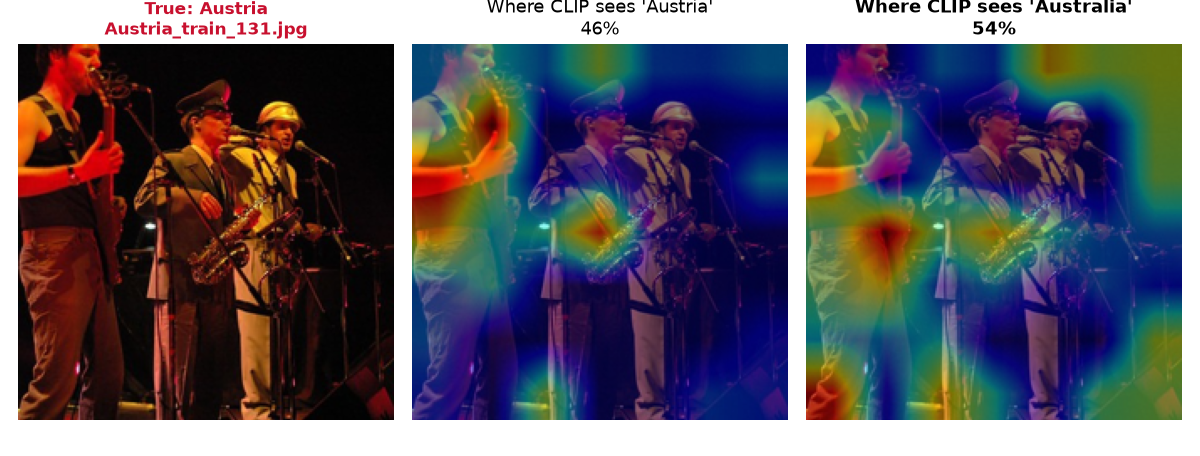 True: Austria
Austria_train_131.jpg
Where CLIP sees 'Austria'
46%
Where CLIP sees 'Australia'
54%